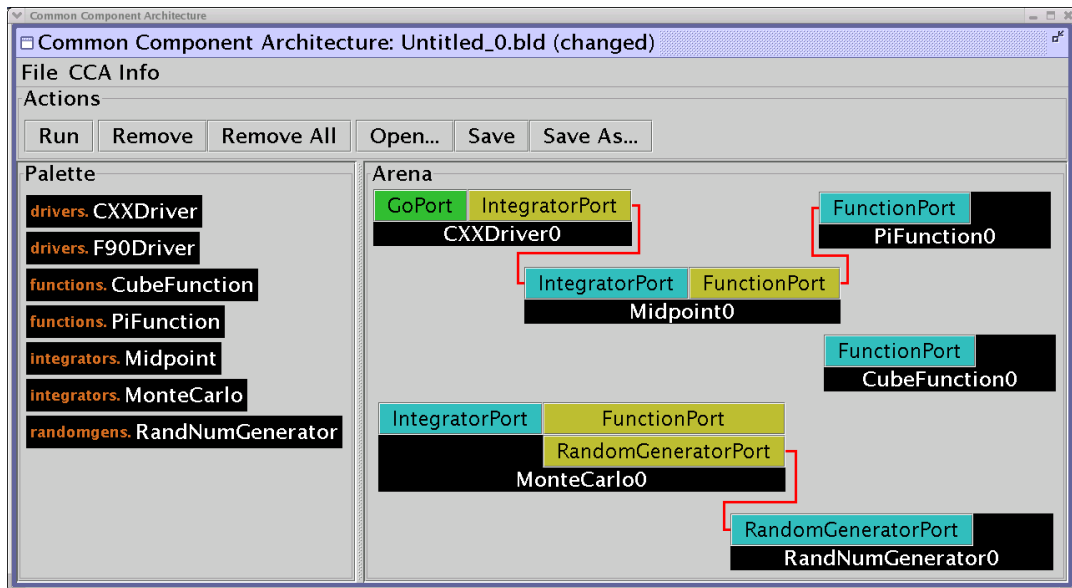 Common Component Architecture
Common Component Architecture: Untitled_0.bld (changed)
File CCA Info
Actions
Run Remove Remove All Open... Save Save As...
Palette
drivers. CXXDriver
drivers. F90Driver
functions. CubeFunction
functions. PiFunction
integrators. Midpoint
integrators. MonteCarlo
randomgens. RandNumGenerator
Arena
GoPort IntegratorPort
CXXDriver0
FunctionPort
PiFunction0
IntegratorPort FunctionPort
Midpoint0
FunctionPort
CubeFunction0
IntegratorPort FunctionPort
RandomGeneratorPort
MonteCarlo0
RandomGeneratorPort
RandNumGenerator0